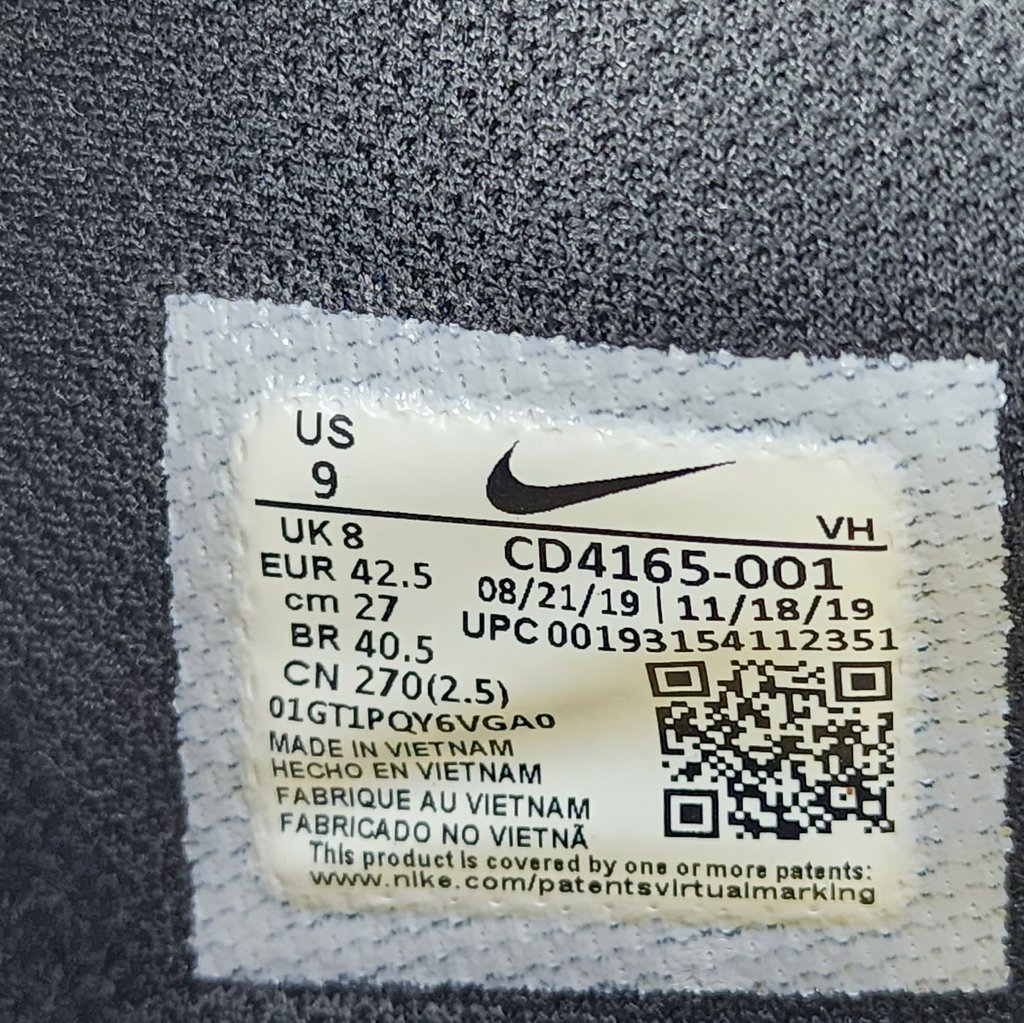 US
9
VH
UK 8
EUR 42.5
cm 27
BR 40.5
CN 270(2.5)
CD4165-001
08/21/19 | 11/18/19
UPC 00193154112351
01GT1PQY6VGA0
MADE IN VIETNAM
HECHO EN VIETNAM
FABRIQUE AU VIETNAM
FABRICADO NO VIETNÃ
This product is covered by one or more patents:
www.nike.com/patentsvirtualmarking